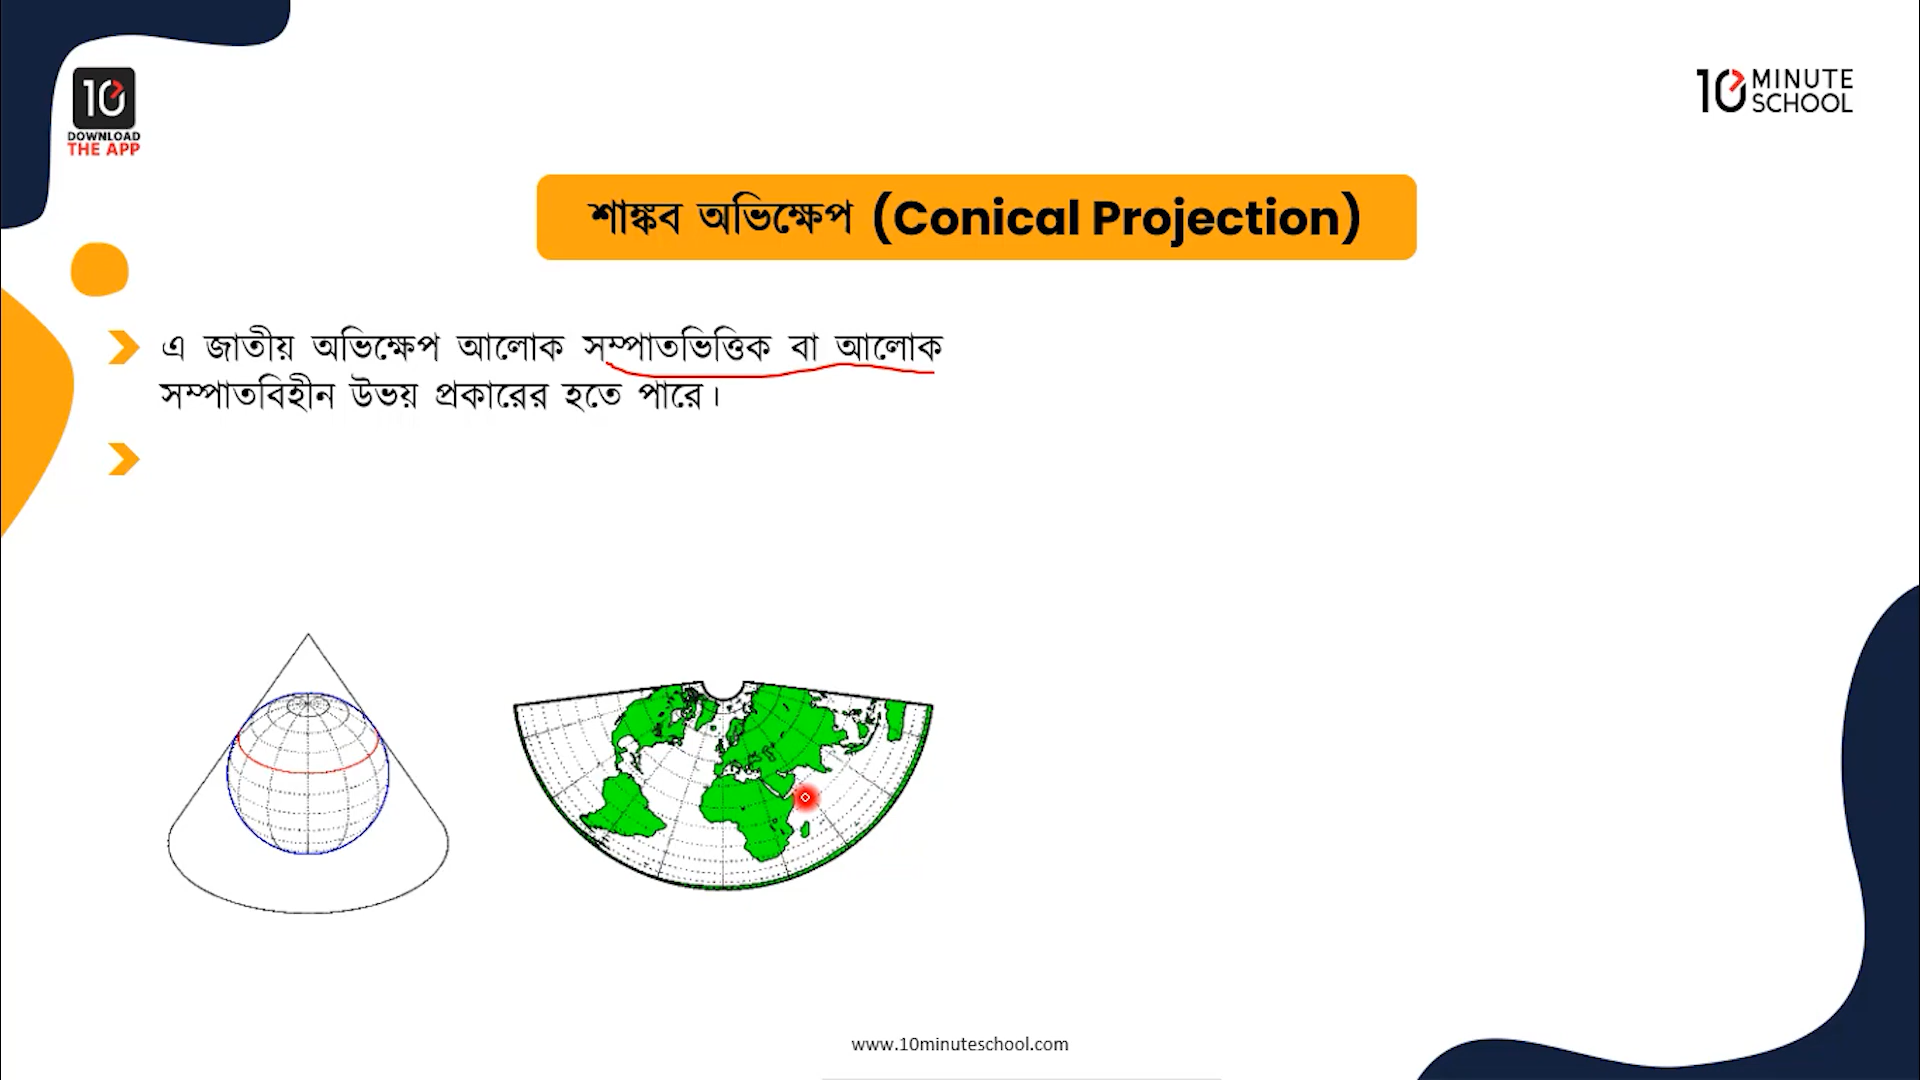 10
DOWNLOAD
THE APP
10 MINUTE
SCHOOL
শাঙ্কব অভিক্ষেপ (Conical Projection)
এ জাতীয় অভিক্ষেপ আলোক সম্পাতভিত্তিক বা আলোক
সম্পাতবিহীন উভয় প্রকারের হতে পারে।
www.10minuteschool.com